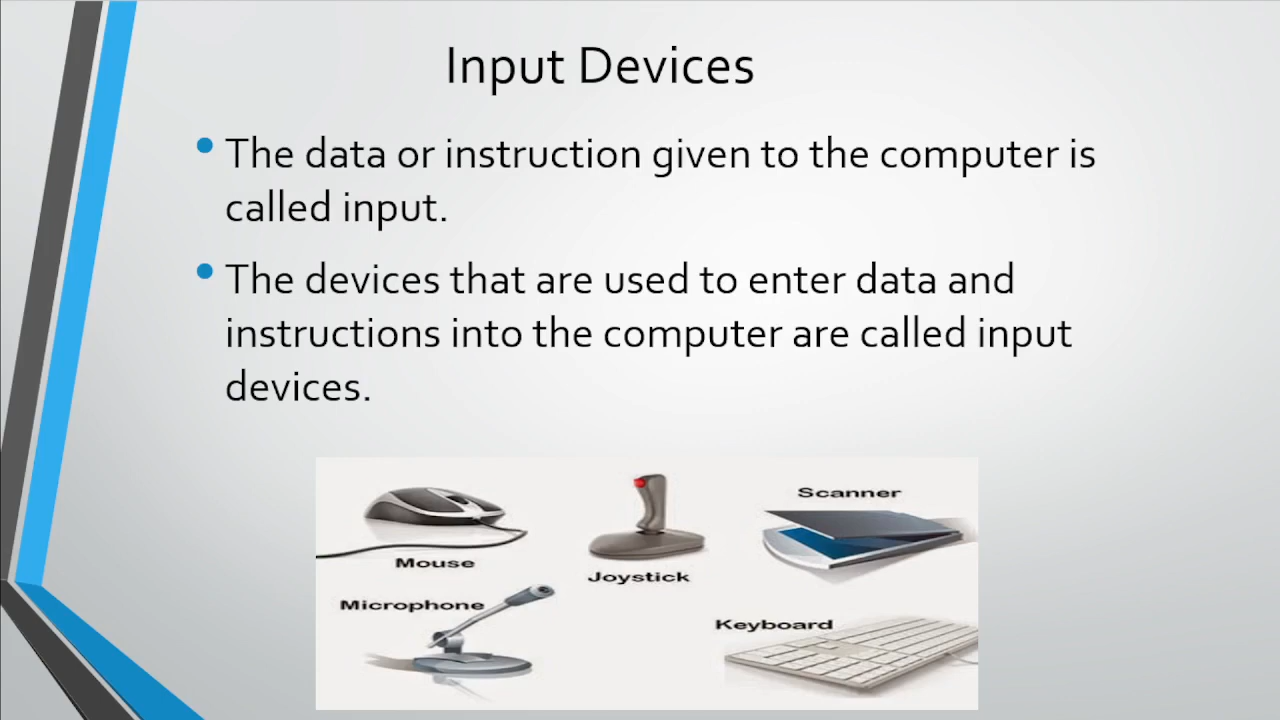 Input Devices
• The data or instruction given to the computer is
called input.
• The devices that are used to enter data and
instructions into the computer are called input
devices.
Scanner
Mouse
Joystick
Microphone
Keyboard